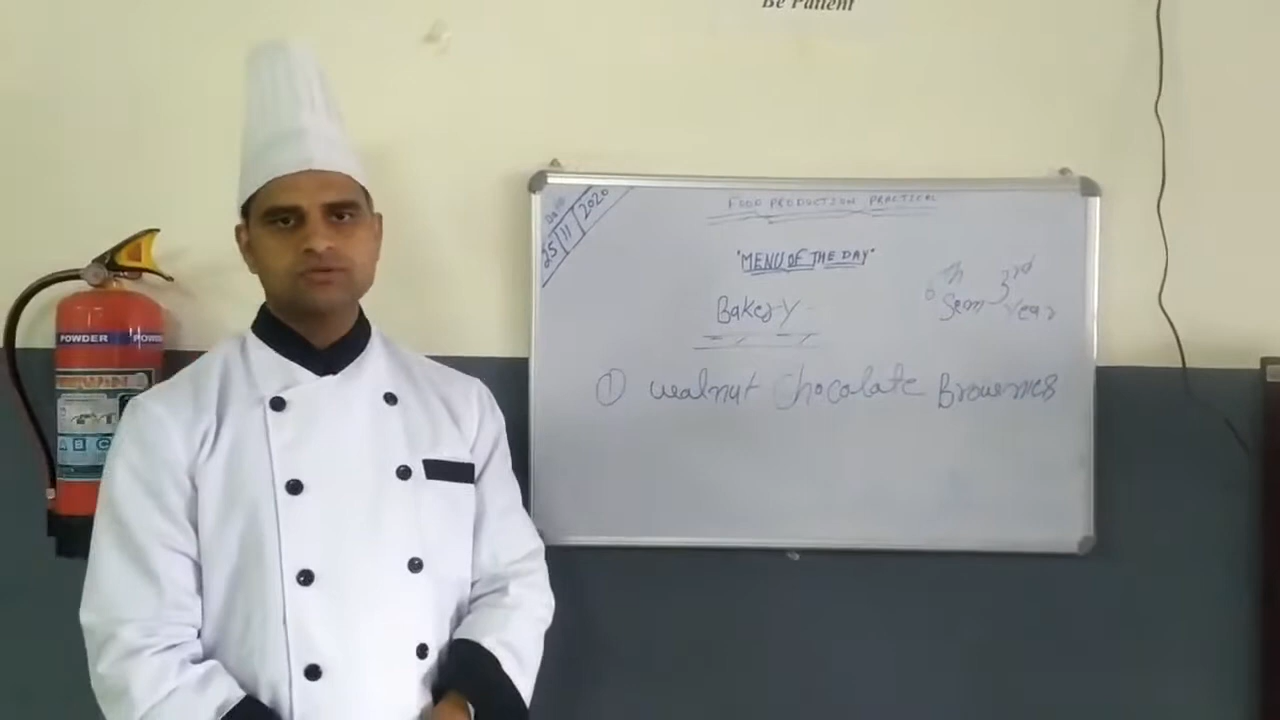 Be Patient
Date
25/11/2020
FOOD PRODUCTION PRACTICAL
"MENU OF THE DAY"
6th Sem 3rd Year
Bakery
① walnut Chocolate Brownies
POWDER POWD
A B C